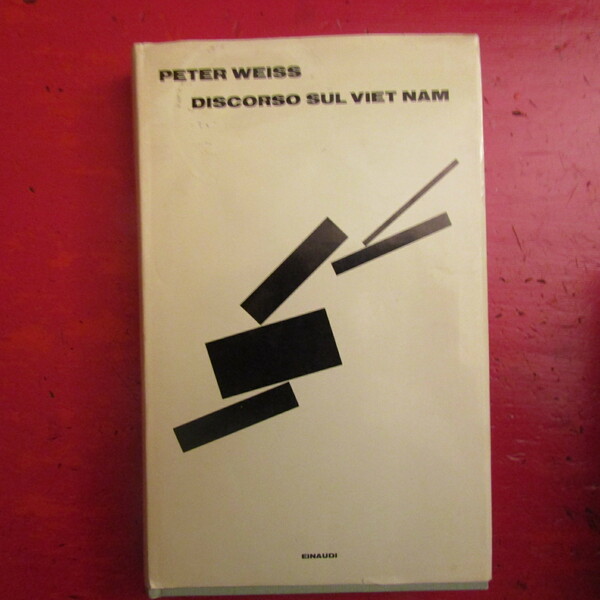 PETER WEISS
DISCORSO SUL VIET NAM
EINAUDI